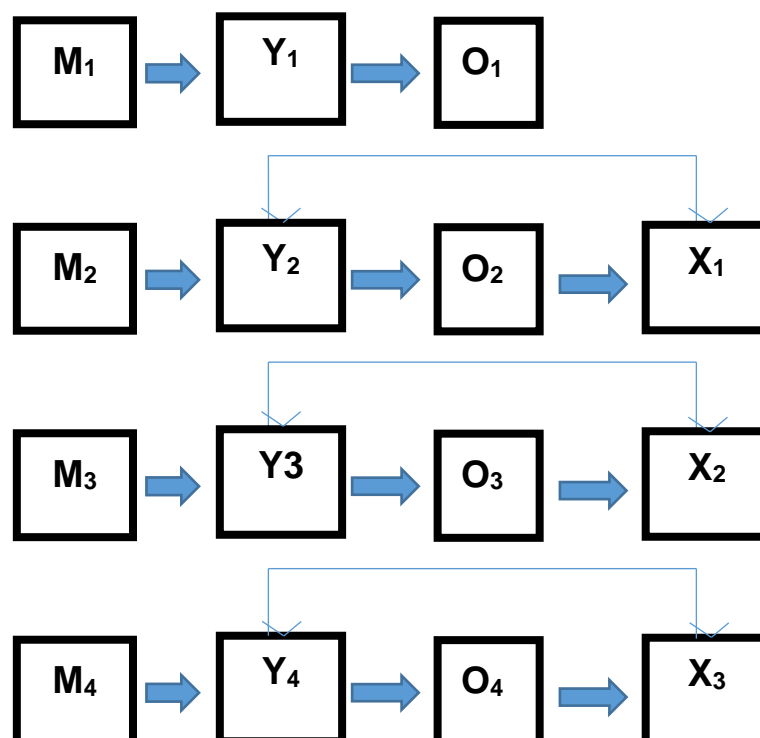 M₁ Y₁ O₁
M₂ Y₂ O₂ X₁
M₃ Y3 O₃ X₂
M₄ Y₄ O₄ X₃